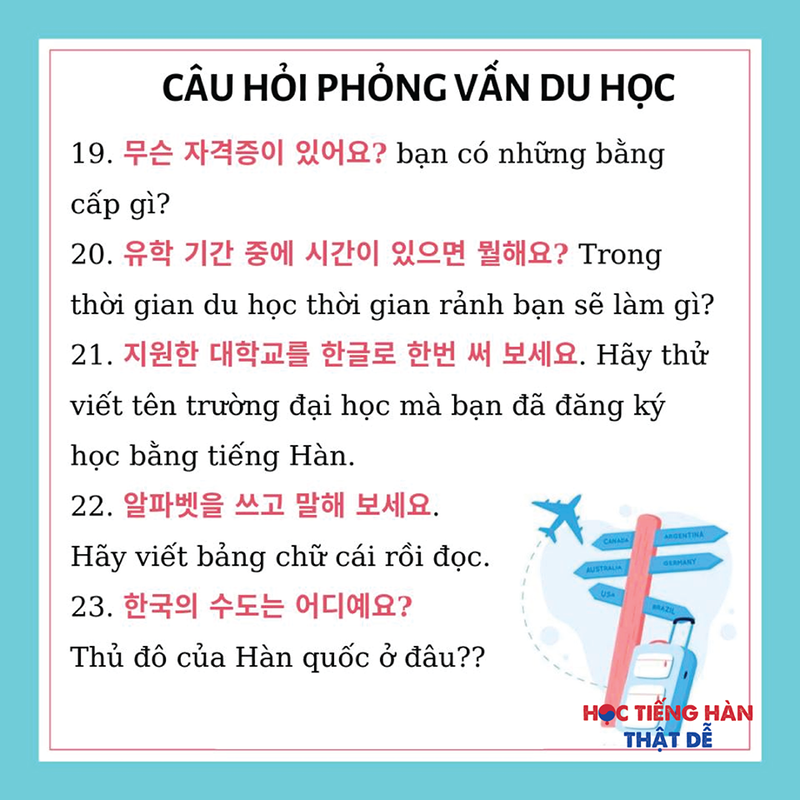 CÂU HỎI PHỎNG VẤN DU HỌC
19. 무슨 자격증이 있어요? bạn có những bằng
cấp gì?
20. 유학 기간 중에 시간이 있으면 뭘해요? Trong
thời gian du học thời gian rảnh bạn sẽ làm gì?
21. 지원한 대학교를 한글로 한번 써 보세요. Hãy thử
viết tên trường đại học mà bạn đã đăng ký
học bằng tiếng Hàn.
22. 알파벳을 쓰고 말해 보세요.
Hãy viết bảng chữ cái rồi đọc.
23. 한국의 수도는 어디예요?
Thủ đô của Hàn quốc ở đâu??
CANADA
ARGENTINA
AUSTRALIA
GERMANY
USA
BRAZIL
HỌC TIẾNG HÀN
THẬT DỄ